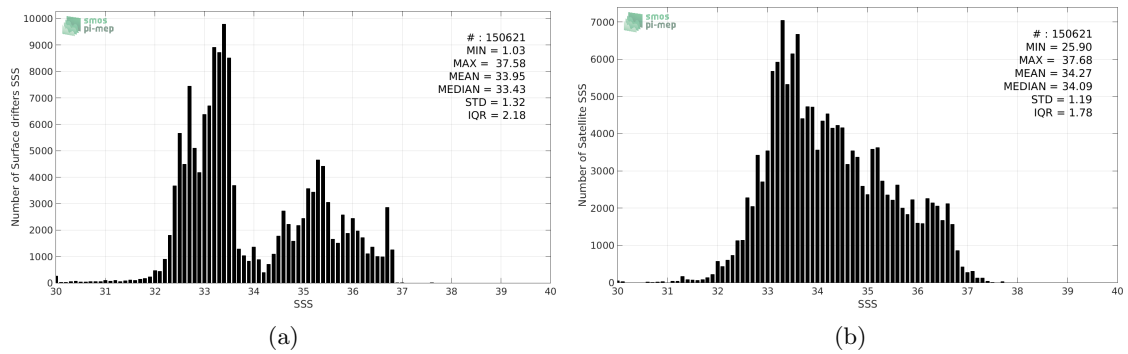 smos
pi-mep
# : 150621
MIN = 1.03
MAX = 37.58
MEAN = 33.95
MEDIAN = 33.43
STD = 1.32
IQR = 2.18
Number of Surface drifters SSS
10000
9000
8000
7000
6000
5000
4000
3000
2000
1000
0
30 31 32 33 34 35 36 37 38 39 40
SSS
(a)
smos
pi-mep
# : 150621
MIN = 25.90
MAX = 37.68
MEAN = 34.27
MEDIAN = 34.09
STD = 1.19
IQR = 1.78
Number of Satellite SSS
7000
6000
5000
4000
3000
2000
1000
0
30 31 32 33 34 35 36 37 38 39 40
SSS
(b)